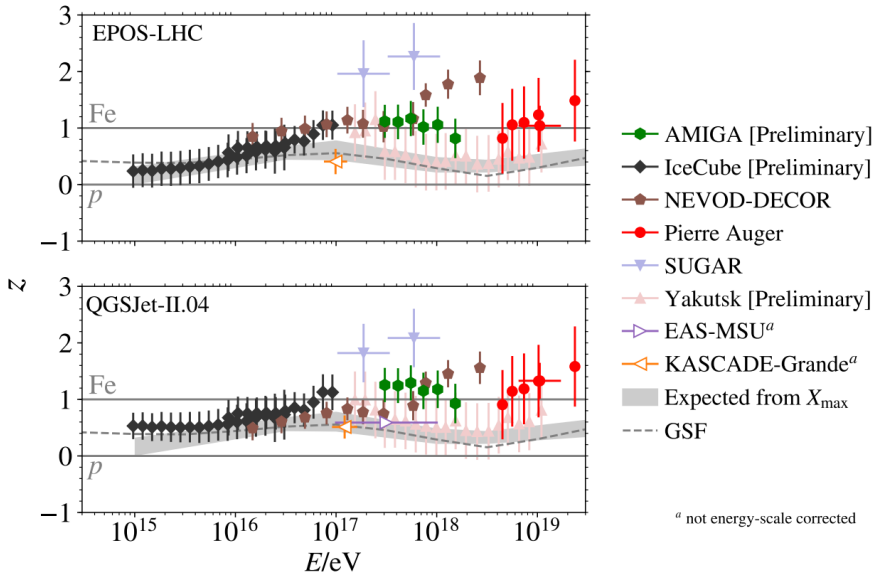 3
EPOS-LHC
2
Fe
1
0
p
−1
z
3
QGSJet-II.04
2
Fe
1
0
p
−1
10^15 10^16 10^17 10^18 10^19
E/eV
AMIGA [Preliminary]
IceCube [Preliminary]
NEVOD-DECOR
Pierre Auger
SUGAR
Yakutsk [Preliminary]
EAS-MSU^a
KASCADE-Grande^a
Expected from X_max
GSF
^a not energy-scale corrected